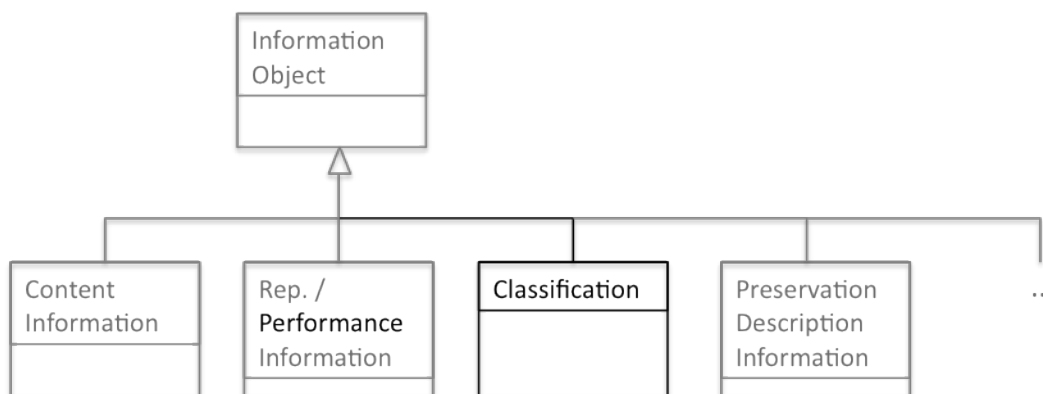 Information
Object
Content
Information
Rep. /
Performance
Information
Classification
Preservation
Description
Information
..